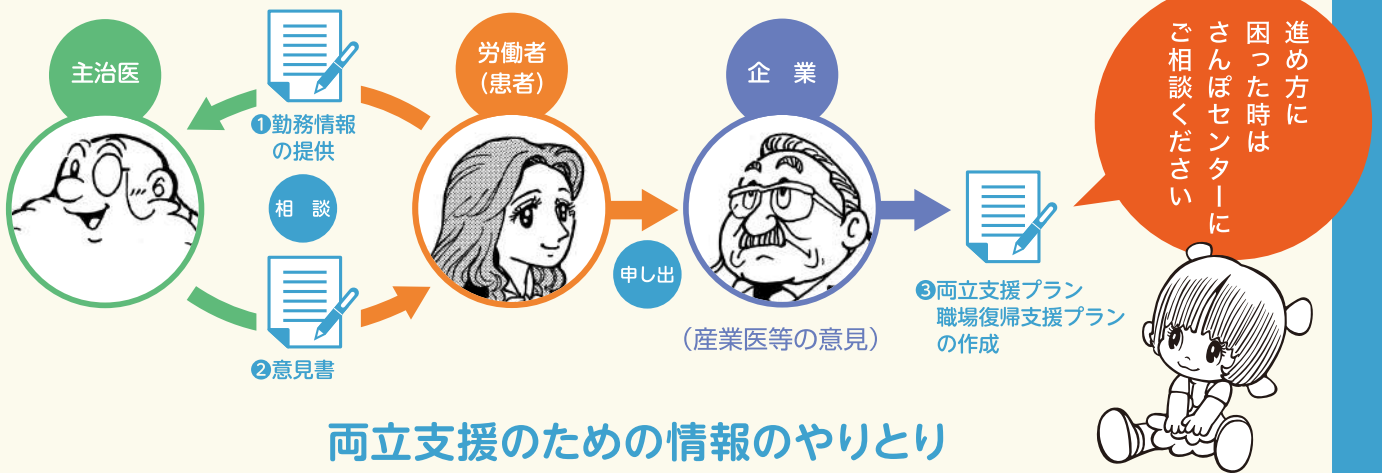 主治医
労働者
（患者）
企　業
❶勤務情報
の提供
相　談
❷意見書
申し出
（産業医等の意見）
❸両立支援プラン
職場復帰支援プラン
の作成
進め方に
困った時は
さんぽセンターに
ご相談ください
両立支援のための情報のやりとり